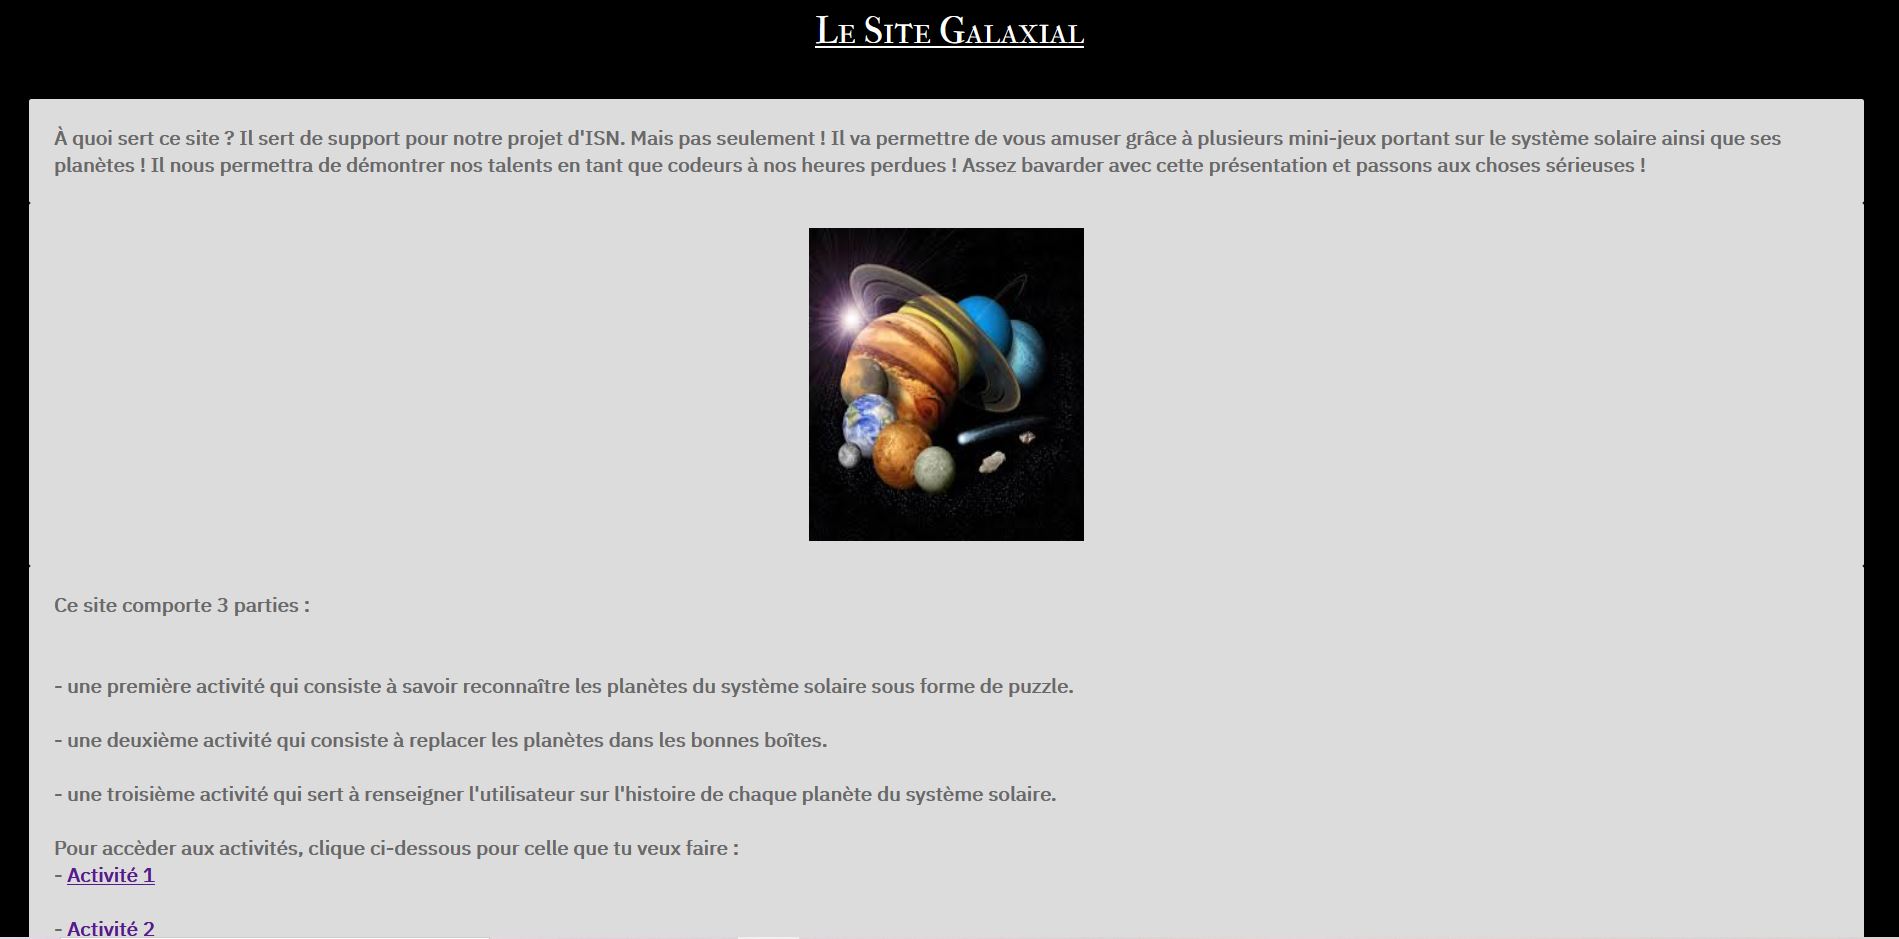 Le Site Galaxial
À quoi sert ce site ? Il sert de support pour notre projet d'ISN. Mais pas seulement ! Il va permettre de vous amuser grâce à plusieurs mini-jeux portant sur le système solaire ainsi que ses
planètes ! Il nous permettra de démontrer nos talents en tant que codeurs à nos heures perdues ! Assez bavarder avec cette présentation et passons aux choses sérieuses !
Ce site comporte 3 parties :
- une première activité qui consiste à savoir reconnaître les planètes du système solaire sous forme de puzzle.
- une deuxième activité qui consiste à replacer les planètes dans les bonnes boîtes.
- une troisième activité qui sert à renseigner l'utilisateur sur l'histoire de chaque planète du système solaire.
Pour accèder aux activités, clique ci-dessous pour celle que tu veux faire :
- Activité 1
- Activité 2